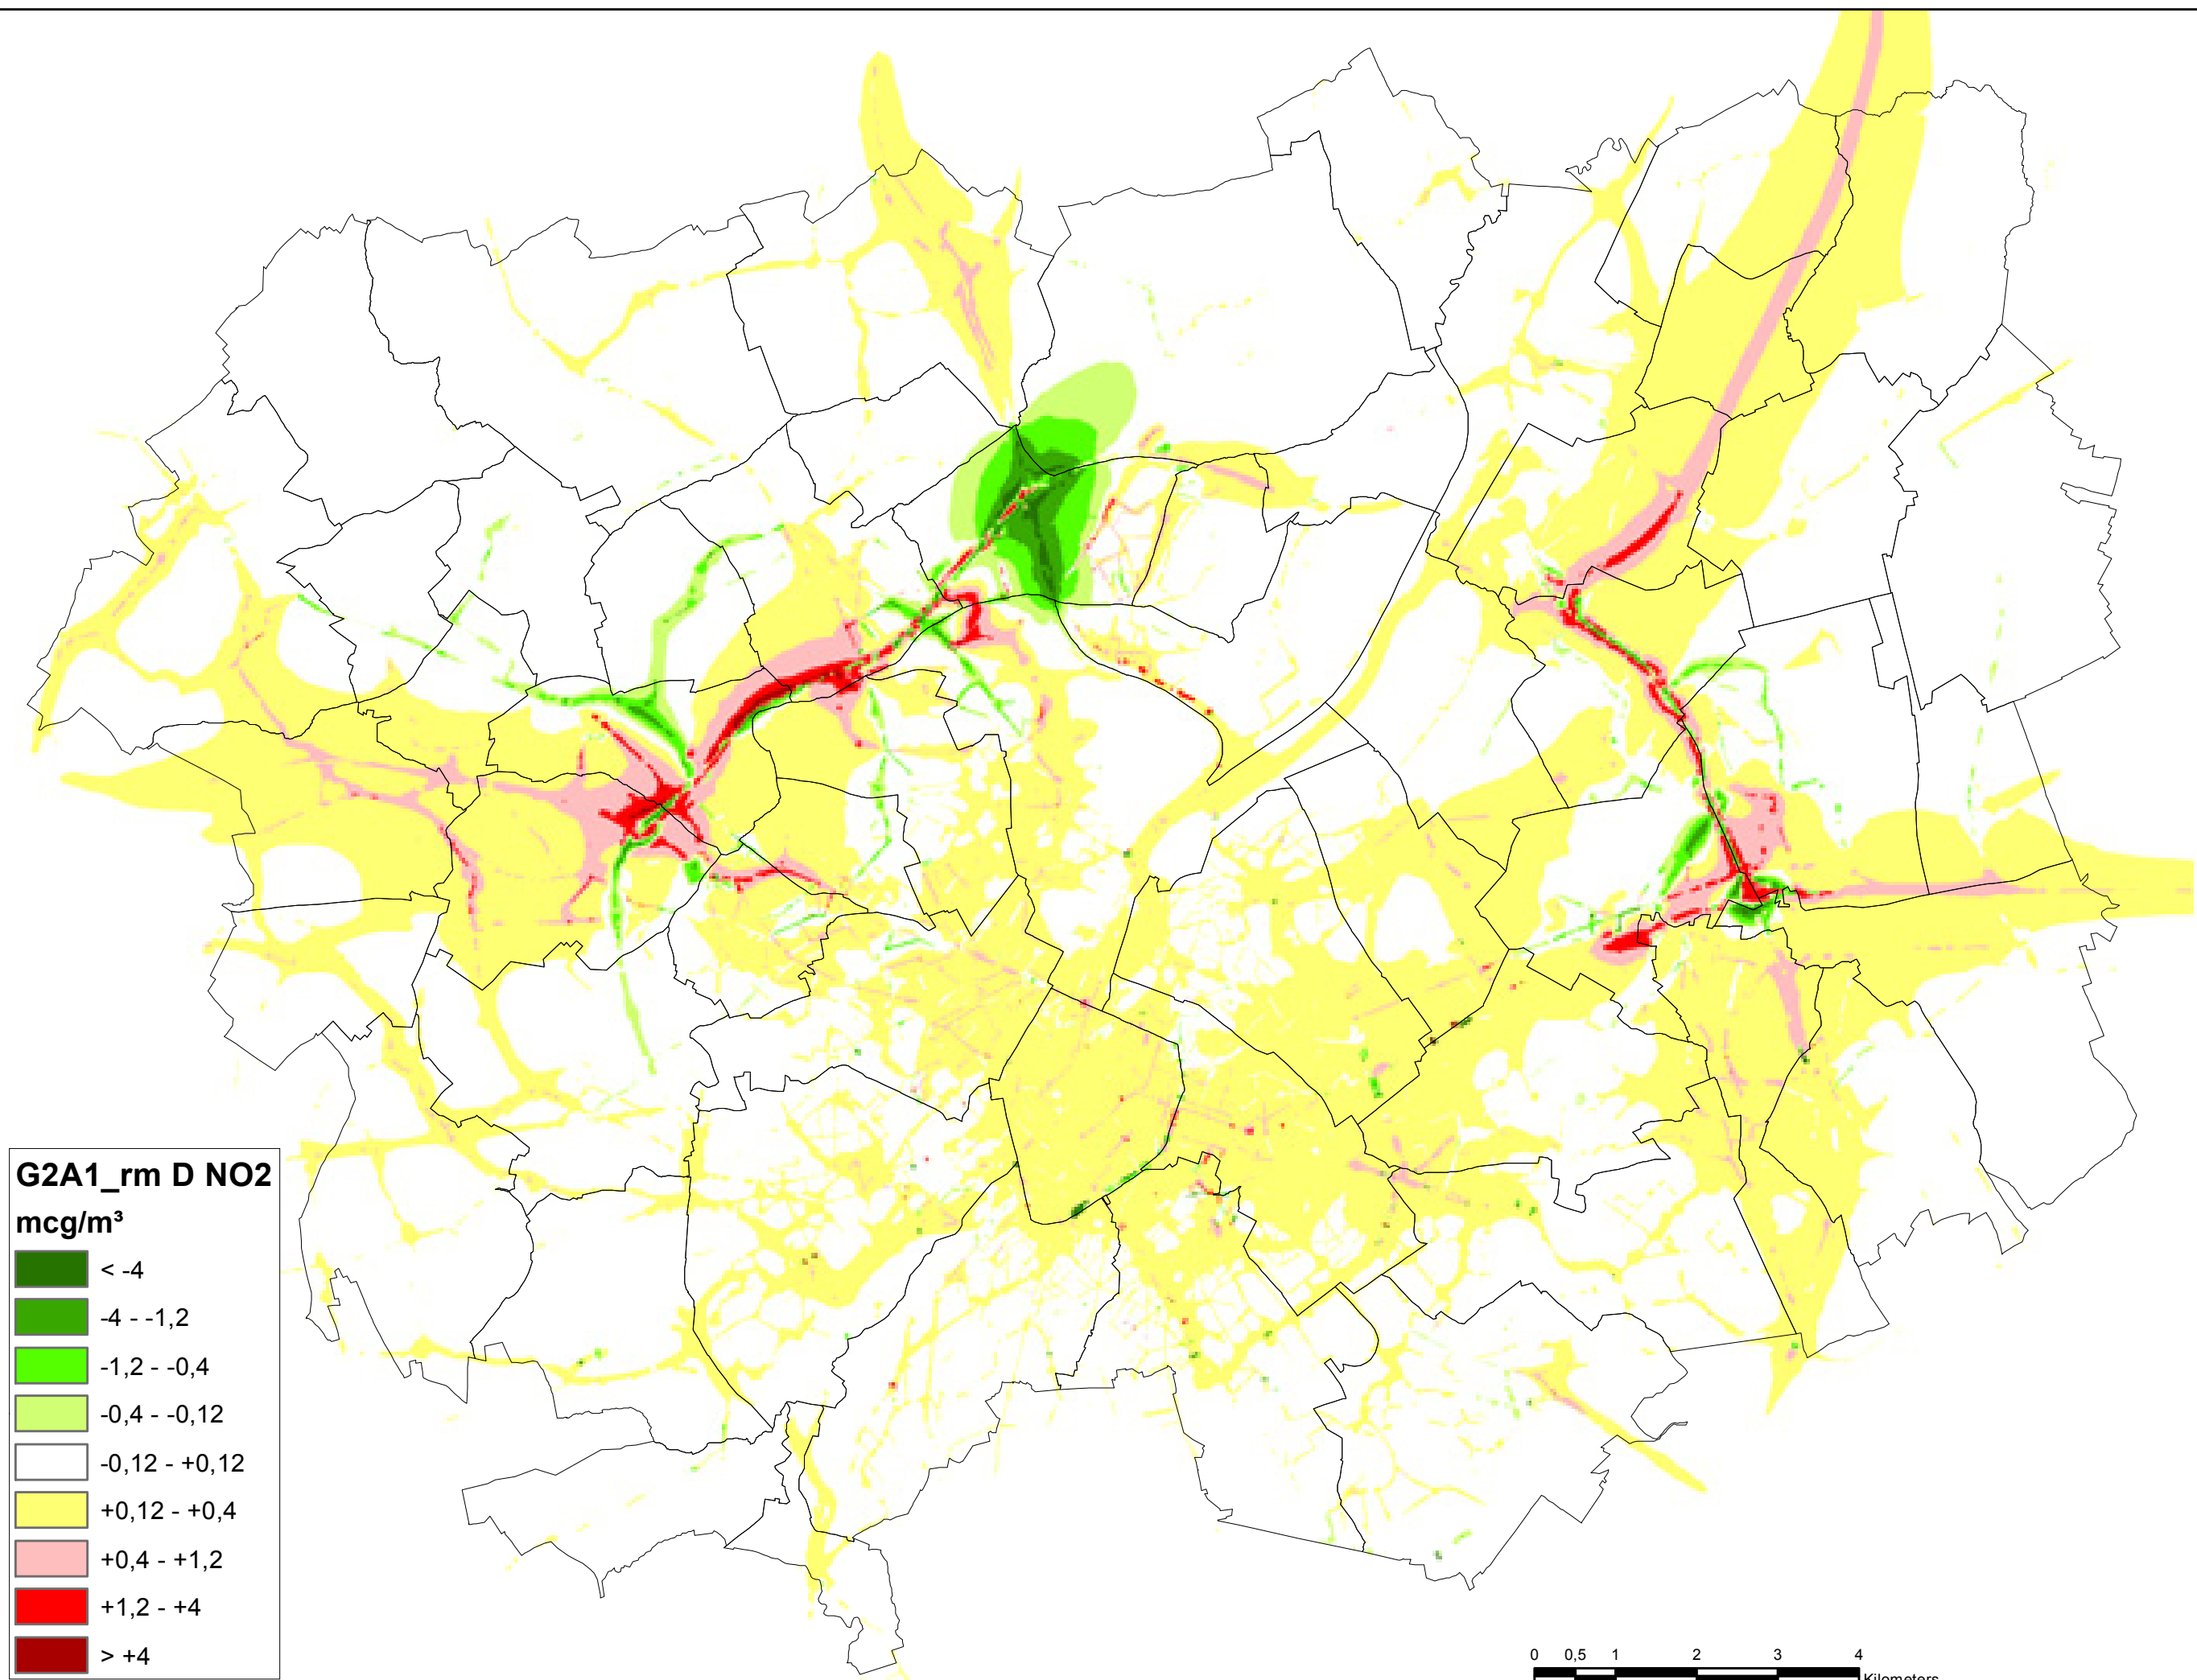 G2A1_rm D NO2
mcg/m³
< -4
-4 - -1,2
-1,2 - -0,4
-0,4 - -0,12
-0,12 - +0,12
+0,12 - +0,4
+0,4 - +1,2
+1,2 - +4
> +4
0 0,5 1 2 3 4
Kilometers